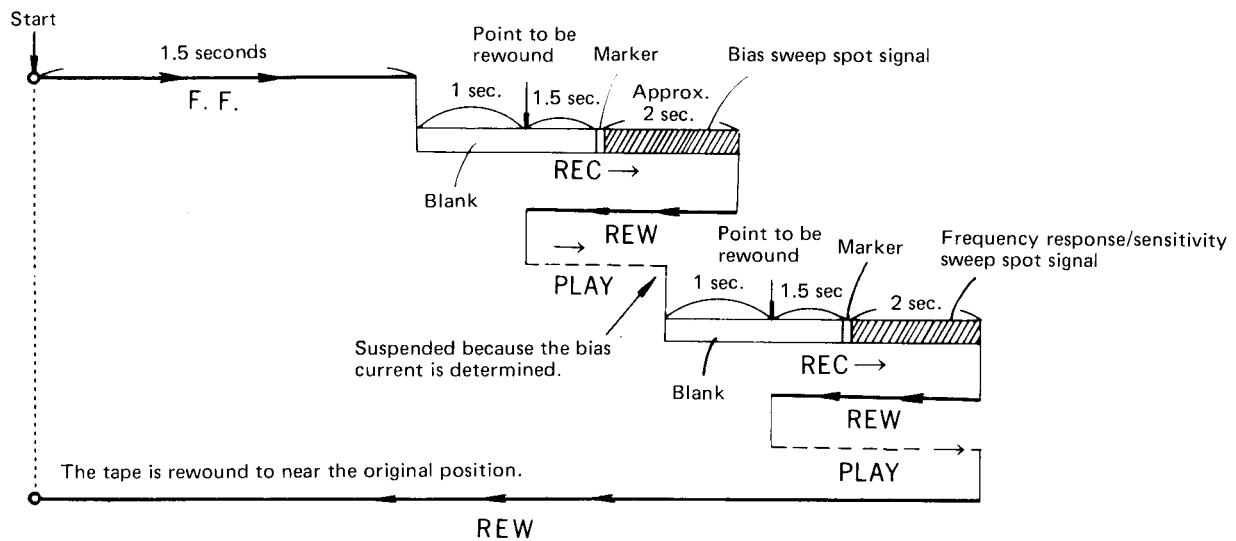 Start
1.5 seconds
F. F.
Point to be
rewound
Marker
Bias sweep spot signal
1 sec.
1.5 sec.
Approx.
2 sec.
REC →
Blank
REW
PLAY
Point to be
rewound
Marker
Frequency response/sensitivity
sweep spot signal
1 sec.
1.5 sec
2 sec.
Suspended because the bias
current is determined.
REC →
Blank
REW
PLAY
The tape is rewound to near the original position.
REW